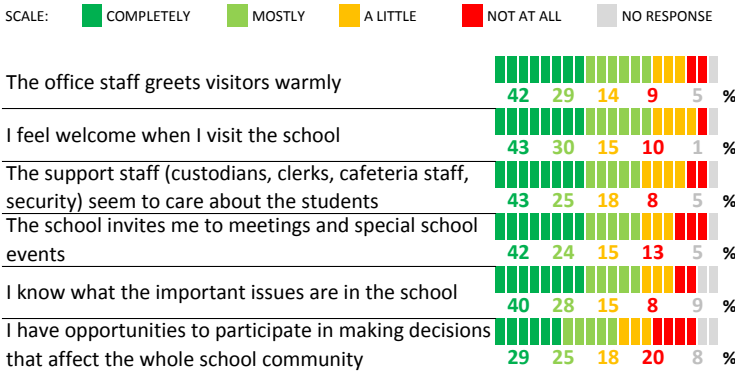 SCALE: COMPLETELY MOSTLY A LITTLE NOT AT ALL NO RESPONSE
The office staff greets visitors warmly
42 29 14 9 5 %
I feel welcome when I visit the school
43 30 15 10 1 %
The support staff (custodians, clerks, cafeteria staff,
security) seem to care about the students
43 25 18 8 5 %
The school invites me to meetings and special school
events
42 24 15 13 5 %
I know what the important issues are in the school
40 28 15 8 9 %
I have opportunities to participate in making decisions
that affect the whole school community
29 25 18 20 8 %